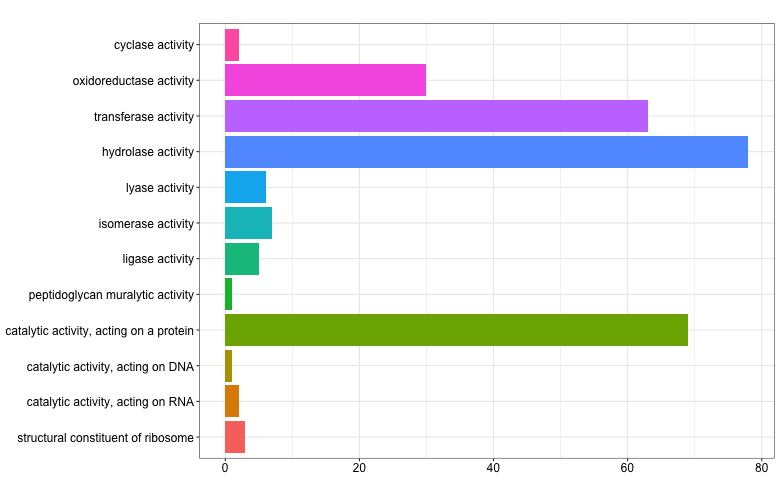 cyclase activity
oxidoreductase activity
transferase activity
hydrolase activity
lyase activity
isomerase activity
ligase activity
peptidoglycan muralytic activity
catalytic activity, acting on a protein
catalytic activity, acting on DNA
catalytic activity, acting on RNA
structural constituent of ribosome
0 20 40 60 80